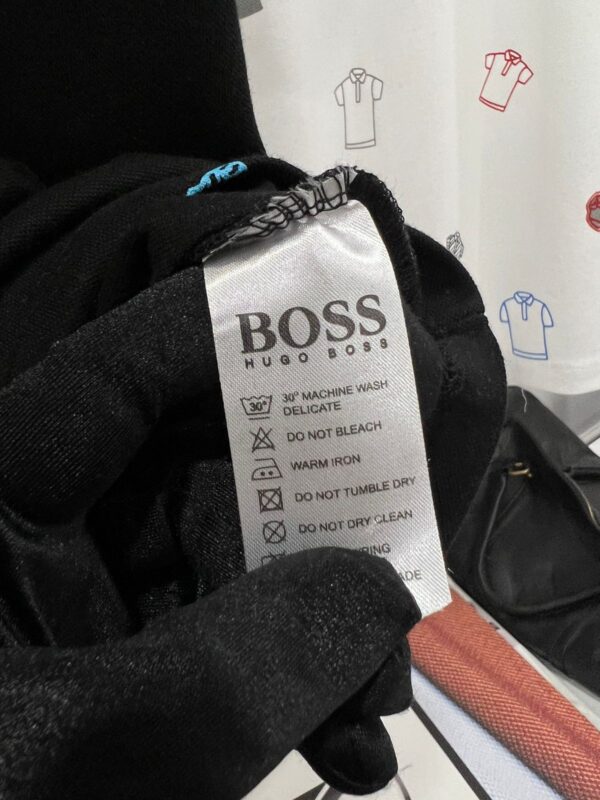 BOSS
HUGO BOSS
30°
30° MACHINE WASH
DELICATE
DO NOT BLEACH
WARM IRON
DO NOT TUMBLE DRY
DO NOT DRY CLEAN